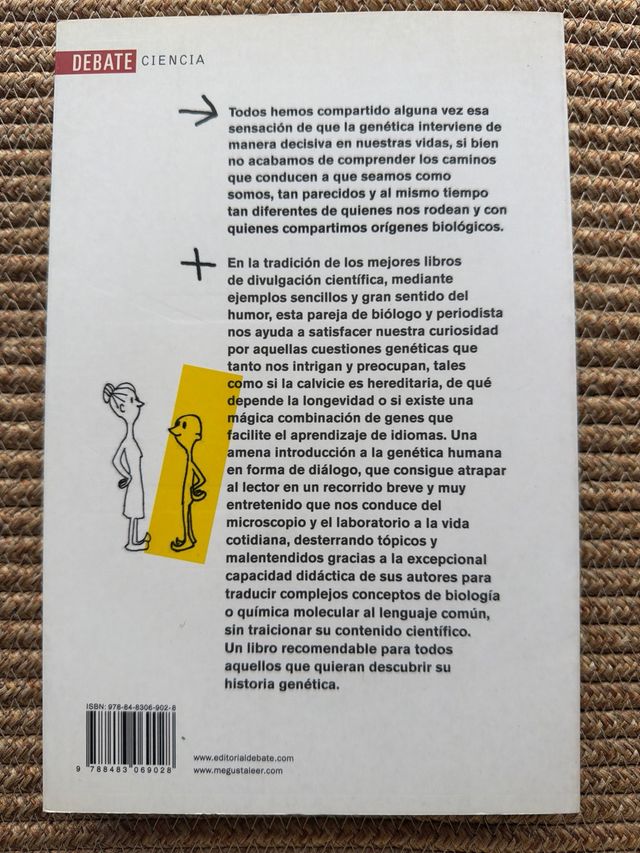 DEBATE CIENCIA
Todos hemos compartido alguna vez esa
sensación de que la genética interviene de
manera decisiva en nuestras vidas, si bien
no acabamos de comprender los caminos
que conducen a que seamos como
somos, tan parecidos y al mismo tiempo
tan diferentes de quienes nos rodean y con
quienes compartimos orígenes biológicos.
En la tradición de los mejores libros
de divulgación científica, mediante
ejemplos sencillos y gran sentido del
humor, esta pareja de biólogo y periodista
nos ayuda a satisfacer nuestra curiosidad
por aquellas cuestiones genéticas que
tanto nos intrigan y preocupan, tales
como si la calvicie es hereditaria, de qué
depende la longevidad o si existe una
mágica combinación de genes que
facilite el aprendizaje de idiomas. Una
amena introducción a la genética humana
en forma de diálogo, que consigue atrapar
al lector en un recorrido breve y muy
entretenido que nos conduce del
microscopio y el laboratorio a la vida
cotidiana, desterrando tópicos y
malentendidos gracias a la excepcional
capacidad didáctica de sus autores para
traducir complejos conceptos de biología
o química molecular al lenguaje común,
sin traicionar su contenido científico.
Un libro recomendable para todos
aquellos que quieran descubrir su
historia genética.
ISBN: 978-84-8306-902-8
9 788483 069028
www.editorialdebate.com
www.megustaleer.com